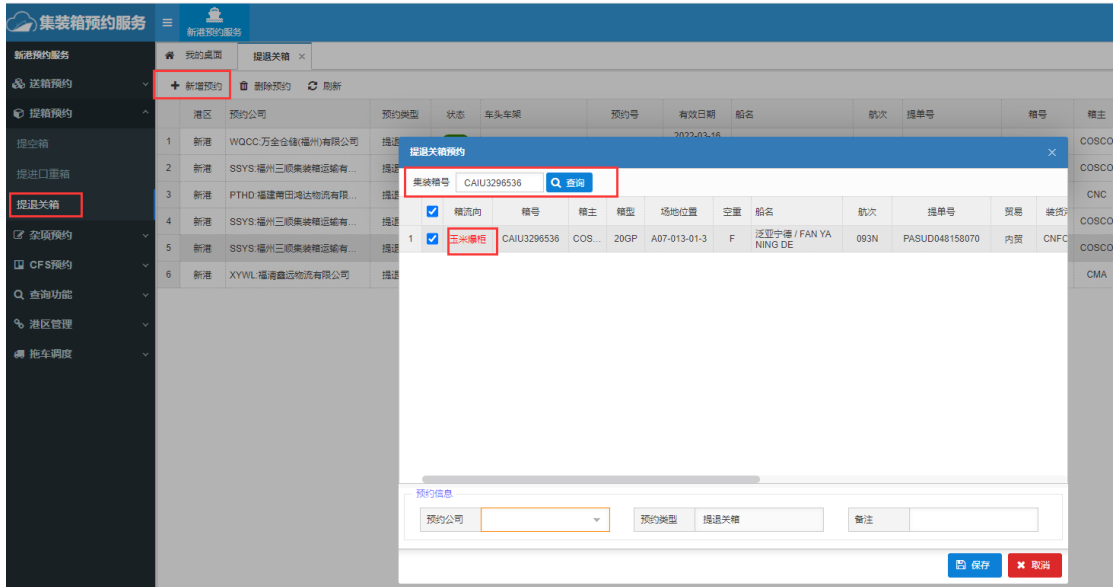 集装箱预约服务
新港预约服务
新港预约服务
送箱预约
提箱预约
提空箱
提进口重箱
提退关箱
杂项预约
CFS预约
查询功能
港区管理
拖车调度
我的桌面 提退关箱 ×
新增预约 删除预约 刷新
港区 预约公司 预约类型 状态 车头车架 预约号 有效日期 船名 航次 提单号 箱号 箱主
1 新港 WQCC:万全仓储(福州)有限公司 提退 2022-03-16 COSCO
2 新港 SSYS:福州三顺集装箱运输有... 提退 COSCO
3 新港 PTHD:福建莆田鸿达物流有限... 提退 CNC
4 新港 SSYS:福州三顺集装箱运输有... 提退 COSCO
5 新港 SSYS:福州三顺集装箱运输有... 提退 COSCO
6 新港 XYWL:福清鑫远物流有限公司 提退 CMA
提退关箱预约 ×
集装箱号 CAIU3296536 查询
箱流向 箱号 箱主 箱型 场地位置 空重 船名 航次 提单号 贸易 装货
1 玉米爆柜 CAIU3296536 COS... 20GP A07-013-01-3 F 泛亚宁德 / FAN YA NING DE 093N PASUD048158070 内贸 CNFC
预约信息
预约公司 预约类型 提退关箱 备注
保存 取消